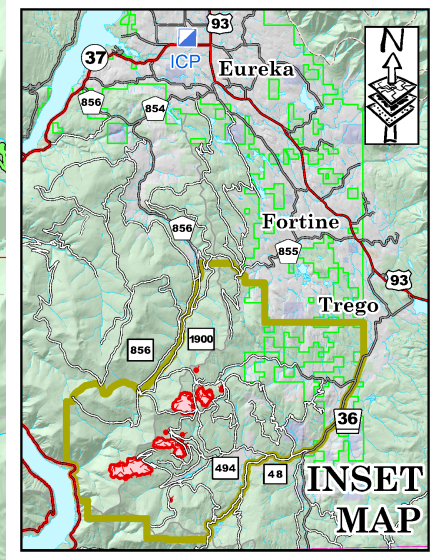 93
N
37
ICP
Eureka
856
854
856
Fortine
855
93
Trego
1900
856
36
494
48
INSET
MAP